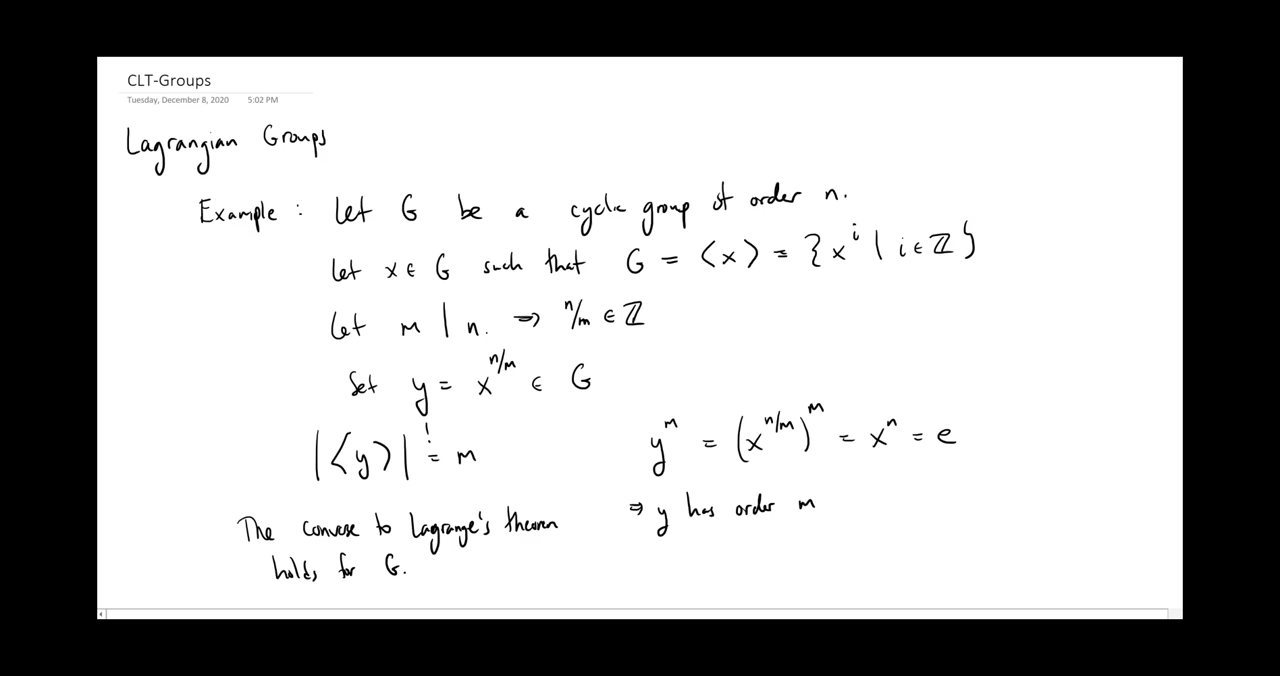 CLT-Groups
Tuesday, December 8, 2020 5:02 PM
Lagrangian Groups
Example: Let G be a cyclic group of order n.
Let x ∈ G such that G = ⟨x⟩ = {x^i | i ∈ ℤ}
Let m | n. ⇒ n/m ∈ ℤ
Set y = x^{n/m} ∈ G
|⟨y⟩| =! m
y^m = (x^{n/m})^m = x^n = e
⇒ y has order m
The converse to Lagrange's theorem
holds for G.